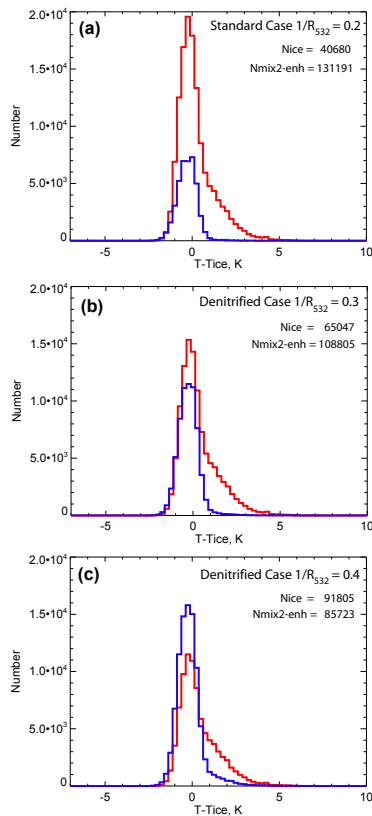 (a) Standard Case 1/R532 = 0.2
Nice = 40680
Nmix2-enh = 131191
2.0•10⁴
1.5•10⁴
1.0•10⁴
5.0•10³
0
Number
-5 0 5 10
T-Tice, K
(b) Denitrified Case 1/R532 = 0.3
Nice = 65047
Nmix2-enh = 108805
2.0•10⁴
1.5•10⁴
1.0•10⁴
5.0•10³
0
Number
-5 0 5 10
T-Tice, K
(c) Denitrified Case 1/R532 = 0.4
Nice = 91805
Nmix2-enh = 85723
2.0•10⁴
1.5•10⁴
1.0•10⁴
5.0•10³
0
Number
-5 0 5 10
T-Tice, K